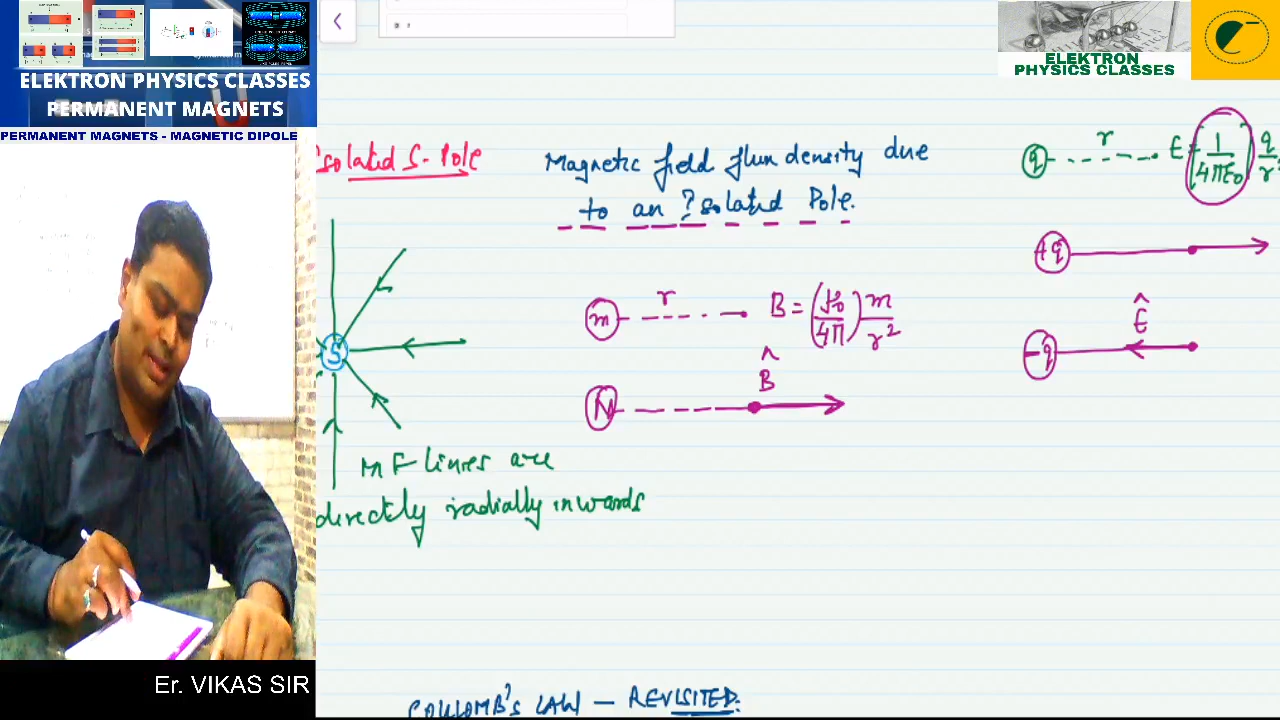 ELEKTRON PHYSICS CLASSES
PERMANENT MAGNETS
PERMANENT MAGNETS - MAGNETIC DIPOLE
ELEKTRON
PHYSICS CLASSES
Isolated S-Pole
S
MF lines are
directly radially inwards
Magnetic field flux density due
to an Isolated Pole.
m r B = (μ0/4π) m/r²
B̂
N
q r E = (1/4πε0) q/r²
+q
Ê
-q
COULOMB'S LAW — REVISITED:
Er. VIKAS SIR